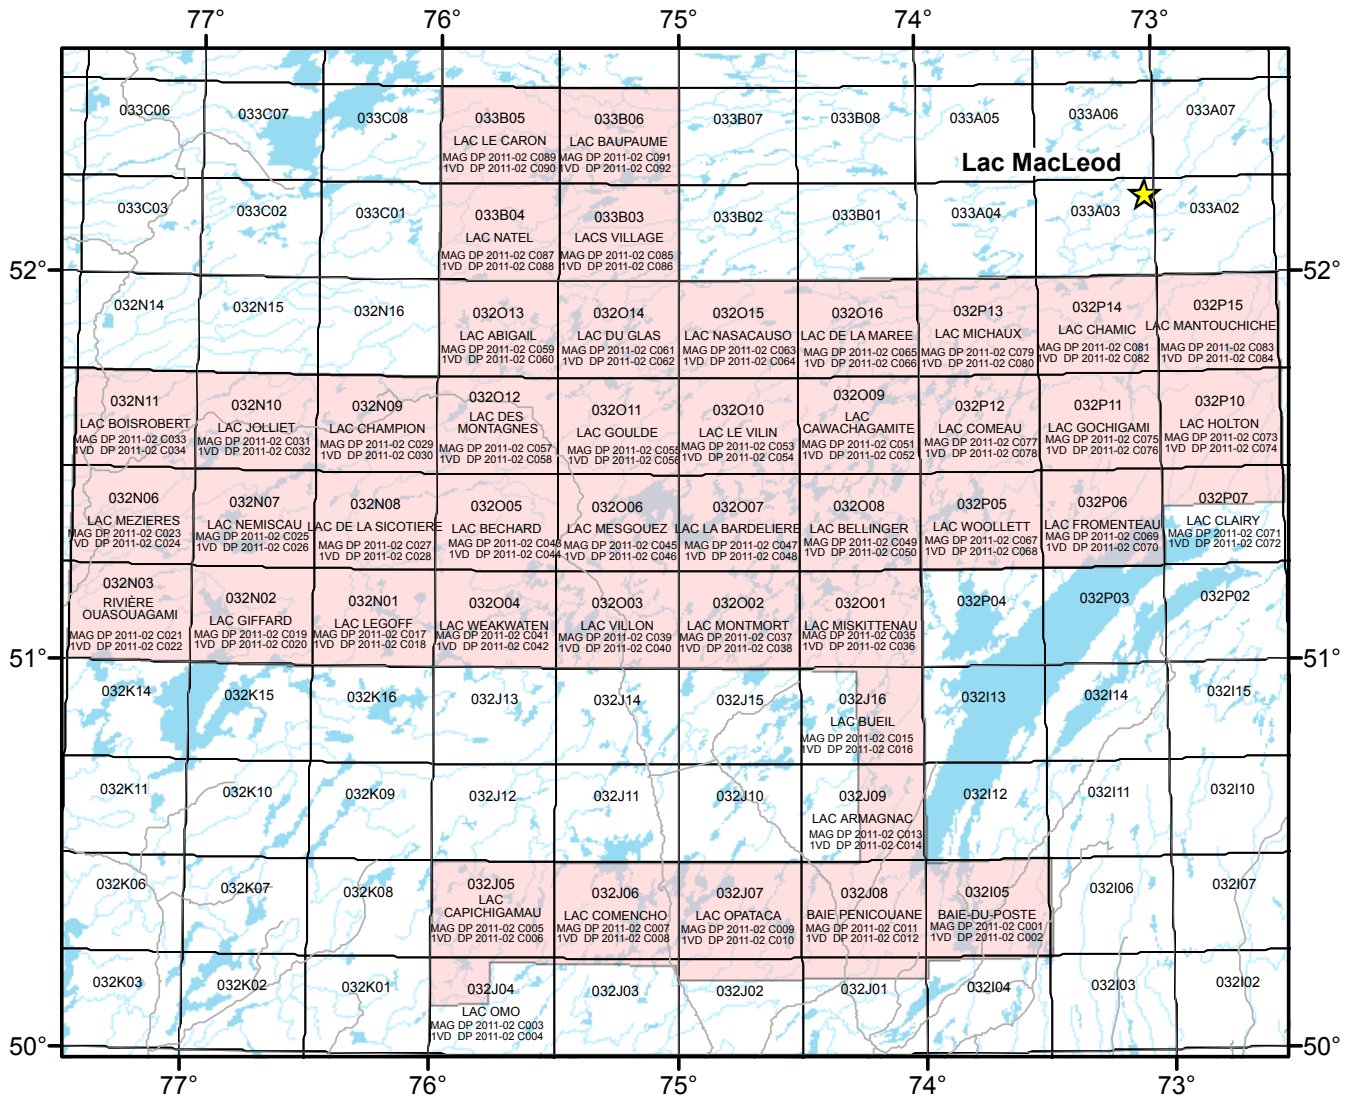 77° 76° 75° 74° 73°
033C06 033C07 033C08 033B05 033B06 033B07 033B08 033A05 033A06 033A07
LAC LE CARON LAC BAUPAUME
MAG DP 2011-02 C089 MAG DP 2011-02 C091
1VD DP 2011-02 C090 1VD DP 2011-02 C092
Lac MacLeod
033C03 033C02 033C01 033B04 033B03 033B02 033B01 033A04 033A03 033A02
LAC NATEL LACS VILLAGE
MAG DP 2011-02 C087 MAG DP 2011-02 C085
1VD DP 2011-02 C088 1VD DP 2011-02 C086
52° 52°
032N14 032N15 032N16 032O13 032O14 032O15 032O16 032P13 032P14 032P15
LAC ABIGAIL LAC DU GLAS LAC NASACAUSO LAC DE LA MAREE LAC MICHAUX LAC CHAMIC LAC MANTOUCHICHE
MAG DP 2011-02 C059 MAG DP 2011-02 C061 MAG DP 2011-02 C063 MAG DP 2011-02 C065 MAG DP 2011-02 C079 MAG DP 2011-02 C081 MAG DP 2011-02 C083
1VD DP 2011-02 C060 1VD DP 2011-02 C062 1VD DP 2011-02 C064 1VD DP 2011-02 C066 1VD DP 2011-02 C080 1VD DP 2011-02 C082 1VD DP 2011-02 C084
032N11 032N10 032N09 032O12 032O11 032O10 032O09 032P12 032P11 032P10
LAC BOISROBERT LAC JOLLIET LAC CHAMPION LAC DES LAC GOULDE LAC LE VILIN LAC LAC COMEAU LAC GOCHIGAMI LAC HOLTON
MONTAGNES CAWACHAGAMITE
MAG DP 2011-02 C033 MAG DP 2011-02 C031 MAG DP 2011-02 C029 MAG DP 2011-02 C057 MAG DP 2011-02 C055 MAG DP 2011-02 C053 MAG DP 2011-02 C051 MAG DP 2011-02 C077 MAG DP 2011-02 C075 MAG DP 2011-02 C073
1VD DP 2011-02 C034 1VD DP 2011-02 C032 1VD DP 2011-02 C030 1VD DP 2011-02 C058 1VD DP 2011-02 C056 1VD DP 2011-02 C054 1VD DP 2011-02 C052 1VD DP 2011-02 C078 1VD DP 2011-02 C076 1VD DP 2011-02 C074
032N06 032N07 032N08 032O05 032O06 032O07 032O08 032P05 032P06 032P07
LAC MEZIERES LAC NEMISCAU LAC DE LA SICOTIERE LAC BECHARD LAC MESGOUEZ LAC LA BARDELIERE LAC BELLINGER LAC WOOLLETT LAC FROMENTEAU LAC CLAIRY
MAG DP 2011-02 C023 MAG DP 2011-02 C025 MAG DP 2011-02 C027 MAG DP 2011-02 C043 MAG DP 2011-02 C045 MAG DP 2011-02 C047 MAG DP 2011-02 C049 MAG DP 2011-02 C067 MAG DP 2011-02 C069 MAG DP 2011-02 C071
1VD DP 2011-02 C024 1VD DP 2011-02 C026 1VD DP 2011-02 C028 1VD DP 2011-02 C044 1VD DP 2011-02 C046 1VD DP 2011-02 C048 1VD DP 2011-02 C050 1VD DP 2011-02 C068 1VD DP 2011-02 C070 1VD DP 2011-02 C072
032N03 032N02 032N01 032O04 032O03 032O02 032O01 032P04 032P03 032P02
RIVIÈRE
OUASOUAGAMI LAC GIFFARD LAC LEGOFF LAC WEAKWATEN LAC VILLON LAC MONTMORT LAC MISKITTENAU
MAG DP 2011-02 C021 MAG DP 2011-02 C019 MAG DP 2011-02 C017 MAG DP 2011-02 C041 MAG DP 2011-02 C039 MAG DP 2011-02 C037 MAG DP 2011-02 C035
1VD DP 2011-02 C022 1VD DP 2011-02 C020 1VD DP 2011-02 C018 1VD DP 2011-02 C042 1VD DP 2011-02 C040 1VD DP 2011-02 C038 1VD DP 2011-02 C036
51° 51°
032K14 032K15 032K16 032J13 032J14 032J15 032J16 032I13 032I14 032I15
LAC BUEIL
MAG DP 2011-02 C015
1VD DP 2011-02 C016
032K11 032K10 032K09 032J12 032J11 032J10 032J09 032I12 032I11 032I10
LAC ARMAGNAC
MAG DP 2011-02 C013
1VD DP 2011-02 C014
032K06 032K07 032K08 032J05 032J06 032J07 032J08 032I05 032I06 032I07
LAC
CAPICHIGAMAU LAC COMENCHO LAC OPATACA BAIE PENICOUANE BAIE-DU-POSTE
MAG DP 2011-02 C005 MAG DP 2011-02 C007 MAG DP 2011-02 C009 MAG DP 2011-02 C011 MAG DP 2011-02 C001
1VD DP 2011-02 C006 1VD DP 2011-02 C008 1VD DP 2011-02 C010 1VD DP 2011-02 C012 1VD DP 2011-02 C002
032K03 032K02 032K01 032J04 032J03 032J02 032J01 032I04 032I03 032I02
LAC OMO
MAG DP 2011-02 C003
1VD DP 2011-02 C004
50° 50°
77° 76° 75° 74° 73°